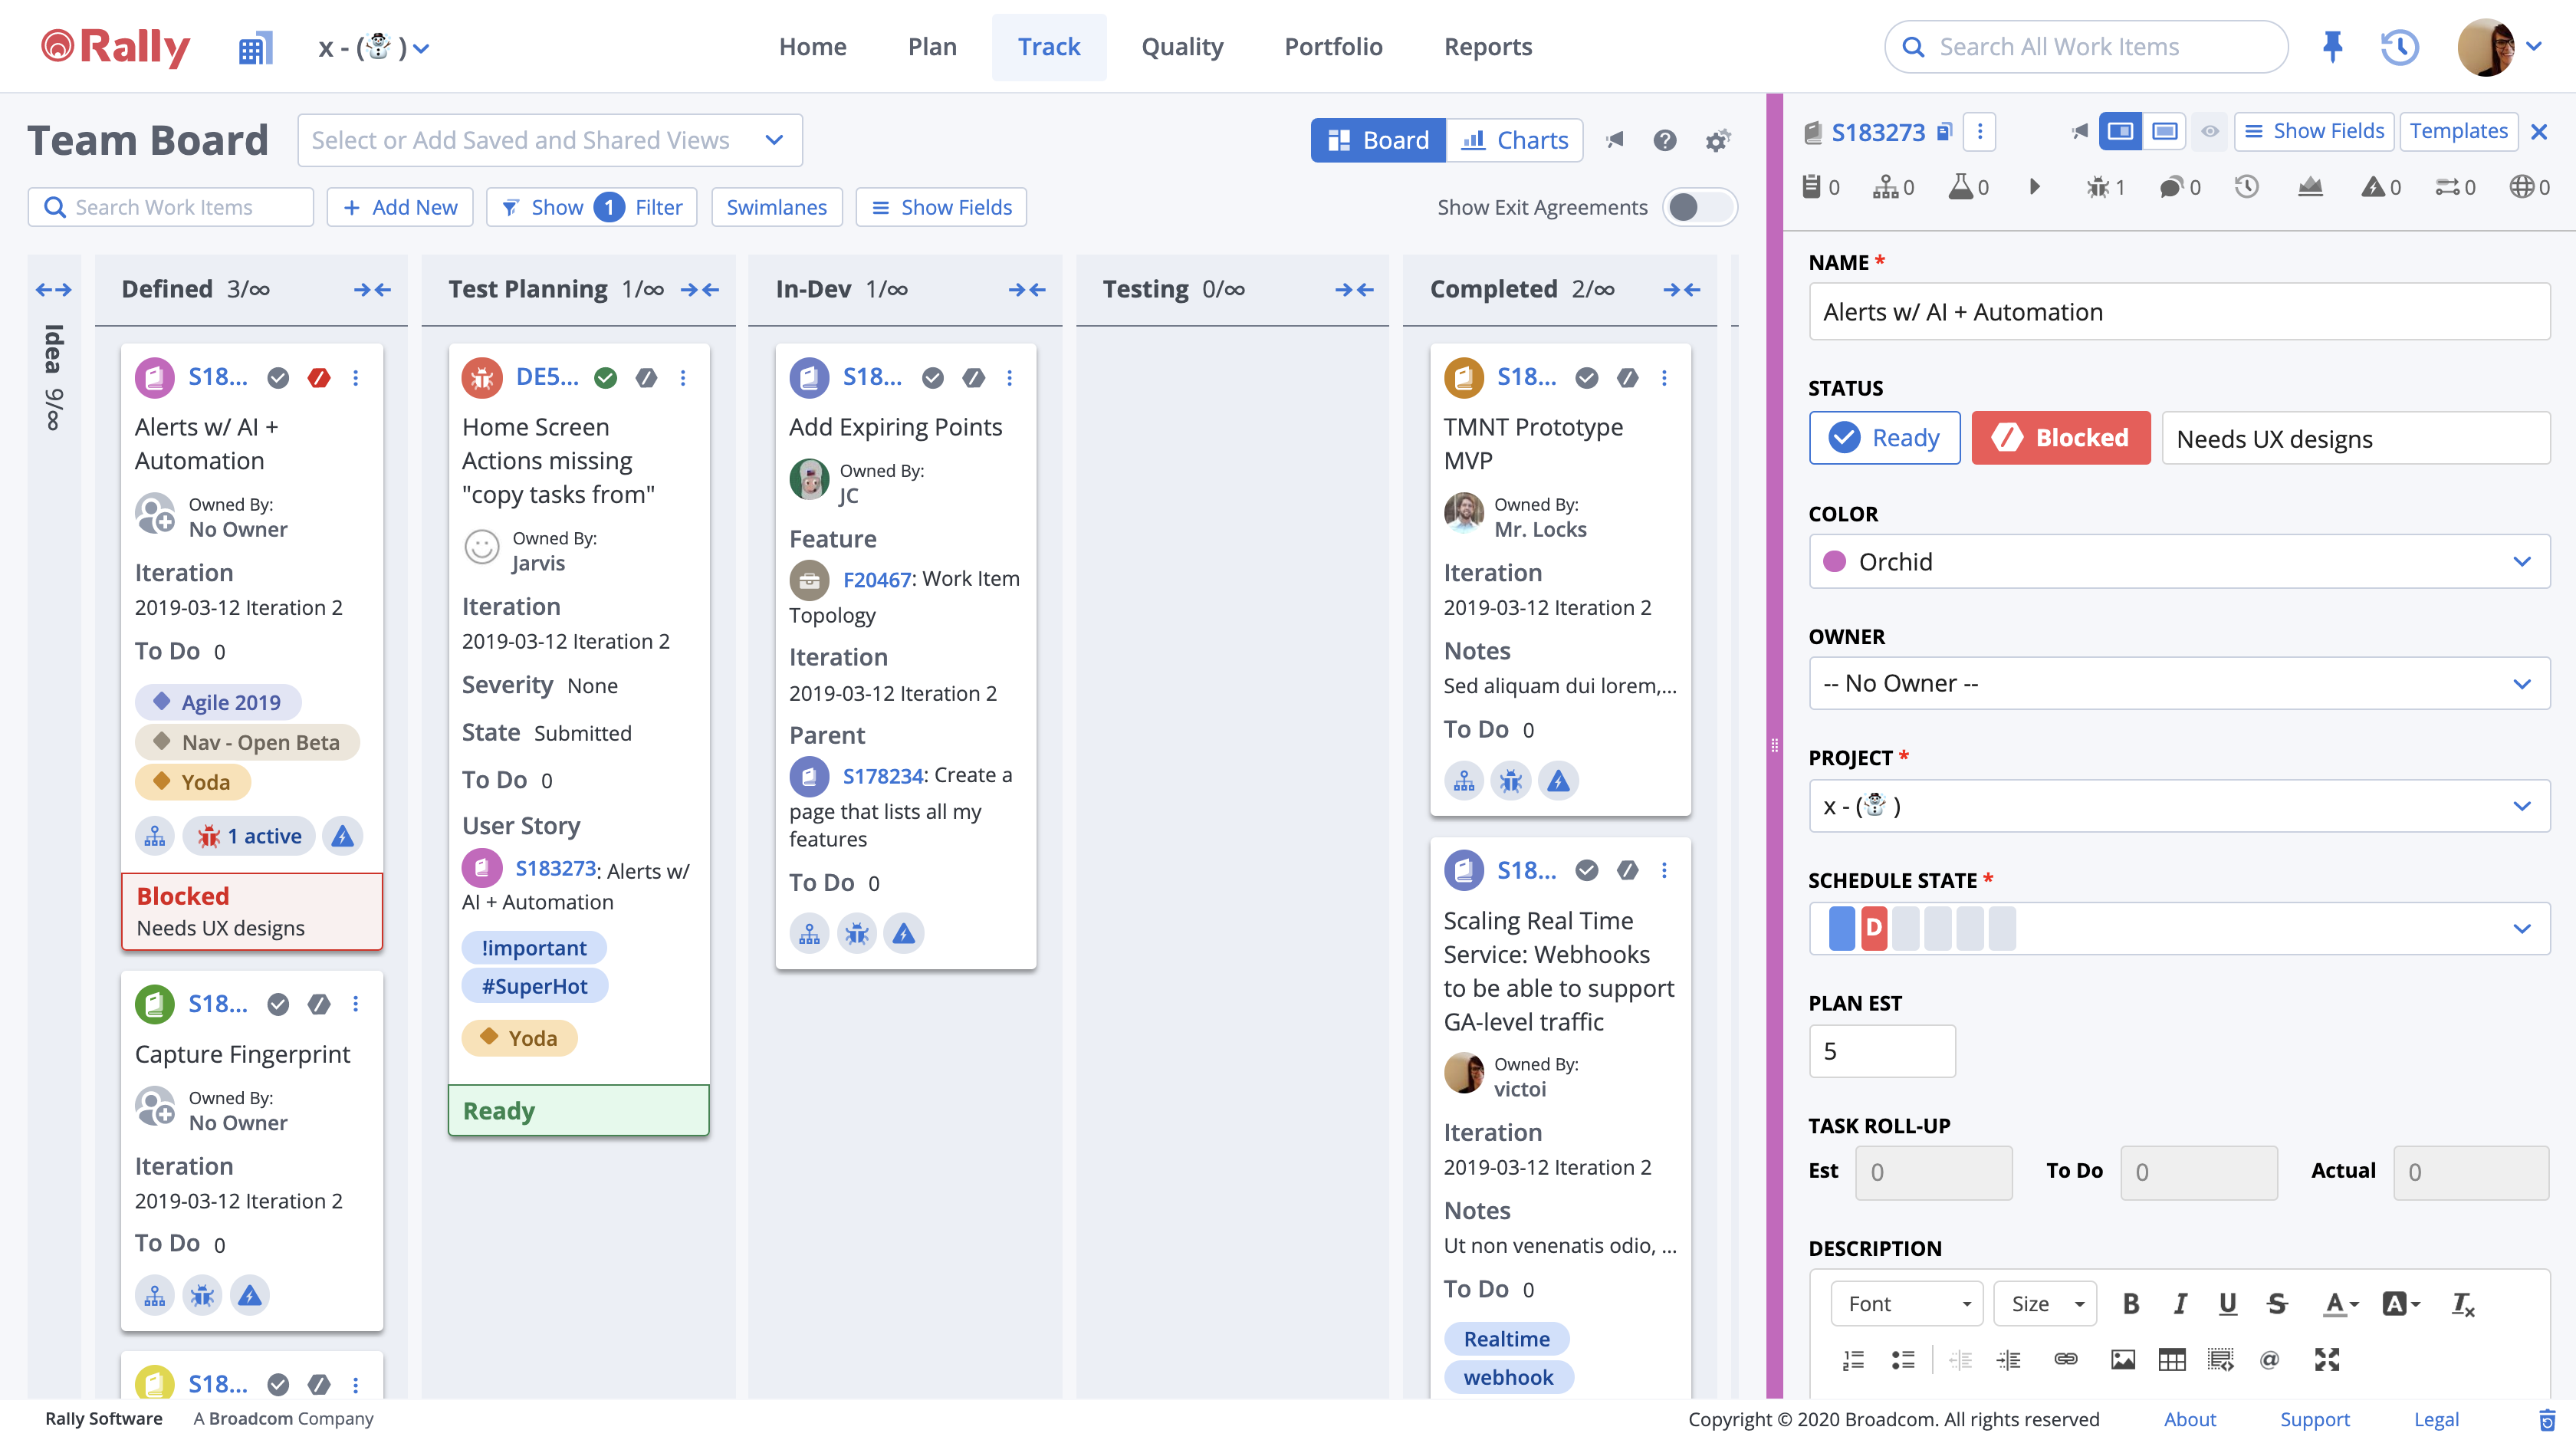 Rally
x - (☃ )
Home
Plan
Track
Quality
Portfolio
Reports
Search All Work Items
Team Board
Select or Add Saved and Shared Views
Board
Charts
Search Work Items
+ Add New
Show 1 Filter
Swimlanes
Show Fields
Show Exit Agreements
Idea 9/∞
Defined 3/∞
S18...
Alerts w/ AI +
Automation
Owned By:
No Owner
Iteration
2019-03-12 Iteration 2
To Do 0
Agile 2019
Nav - Open Beta
Yoda
1 active
Blocked
Needs UX designs
S18...
Capture Fingerprint
Owned By:
No Owner
Iteration
2019-03-12 Iteration 2
To Do 0
S18...
Test Planning 1/∞
DE5...
Home Screen
Actions missing
"copy tasks from"
Owned By:
Jarvis
Iteration
2019-03-12 Iteration 2
Severity None
State Submitted
To Do 0
User Story
S183273: Alerts w/
AI + Automation
!important
#SuperHot
Yoda
Ready
In-Dev 1/∞
S18...
Add Expiring Points
Owned By:
JC
Feature
F20467: Work Item
Topology
Iteration
2019-03-12 Iteration 2
Parent
S178234: Create a
page that lists all my
features
To Do 0
Testing 0/∞
Completed 2/∞
S18...
TMNT Prototype
MVP
Owned By:
Mr. Locks
Iteration
2019-03-12 Iteration 2
Notes
Sed aliquam dui lorem,...
To Do 0
S18...
Scaling Real Time
Service: Webhooks
to be able to support
GA-level traffic
Owned By:
victoi
Iteration
2019-03-12 Iteration 2
Notes
Ut non venenatis odio, ...
To Do 0
Realtime
webhook
S183273
Show Fields
Templates
0
0
0
1
0
0
0
0
NAME *
Alerts w/ AI + Automation
STATUS
Ready
Blocked
Needs UX designs
COLOR
Orchid
OWNER
-- No Owner --
PROJECT *
x - (☃ )
SCHEDULE STATE *
D
PLAN EST
5
TASK ROLL-UP
Est 0 To Do 0 Actual 0
DESCRIPTION
Font Size B I U S A A Tx
@
Rally Software A Broadcom Company
Copyright © 2020 Broadcom. All rights reserved
About
Support
Legal